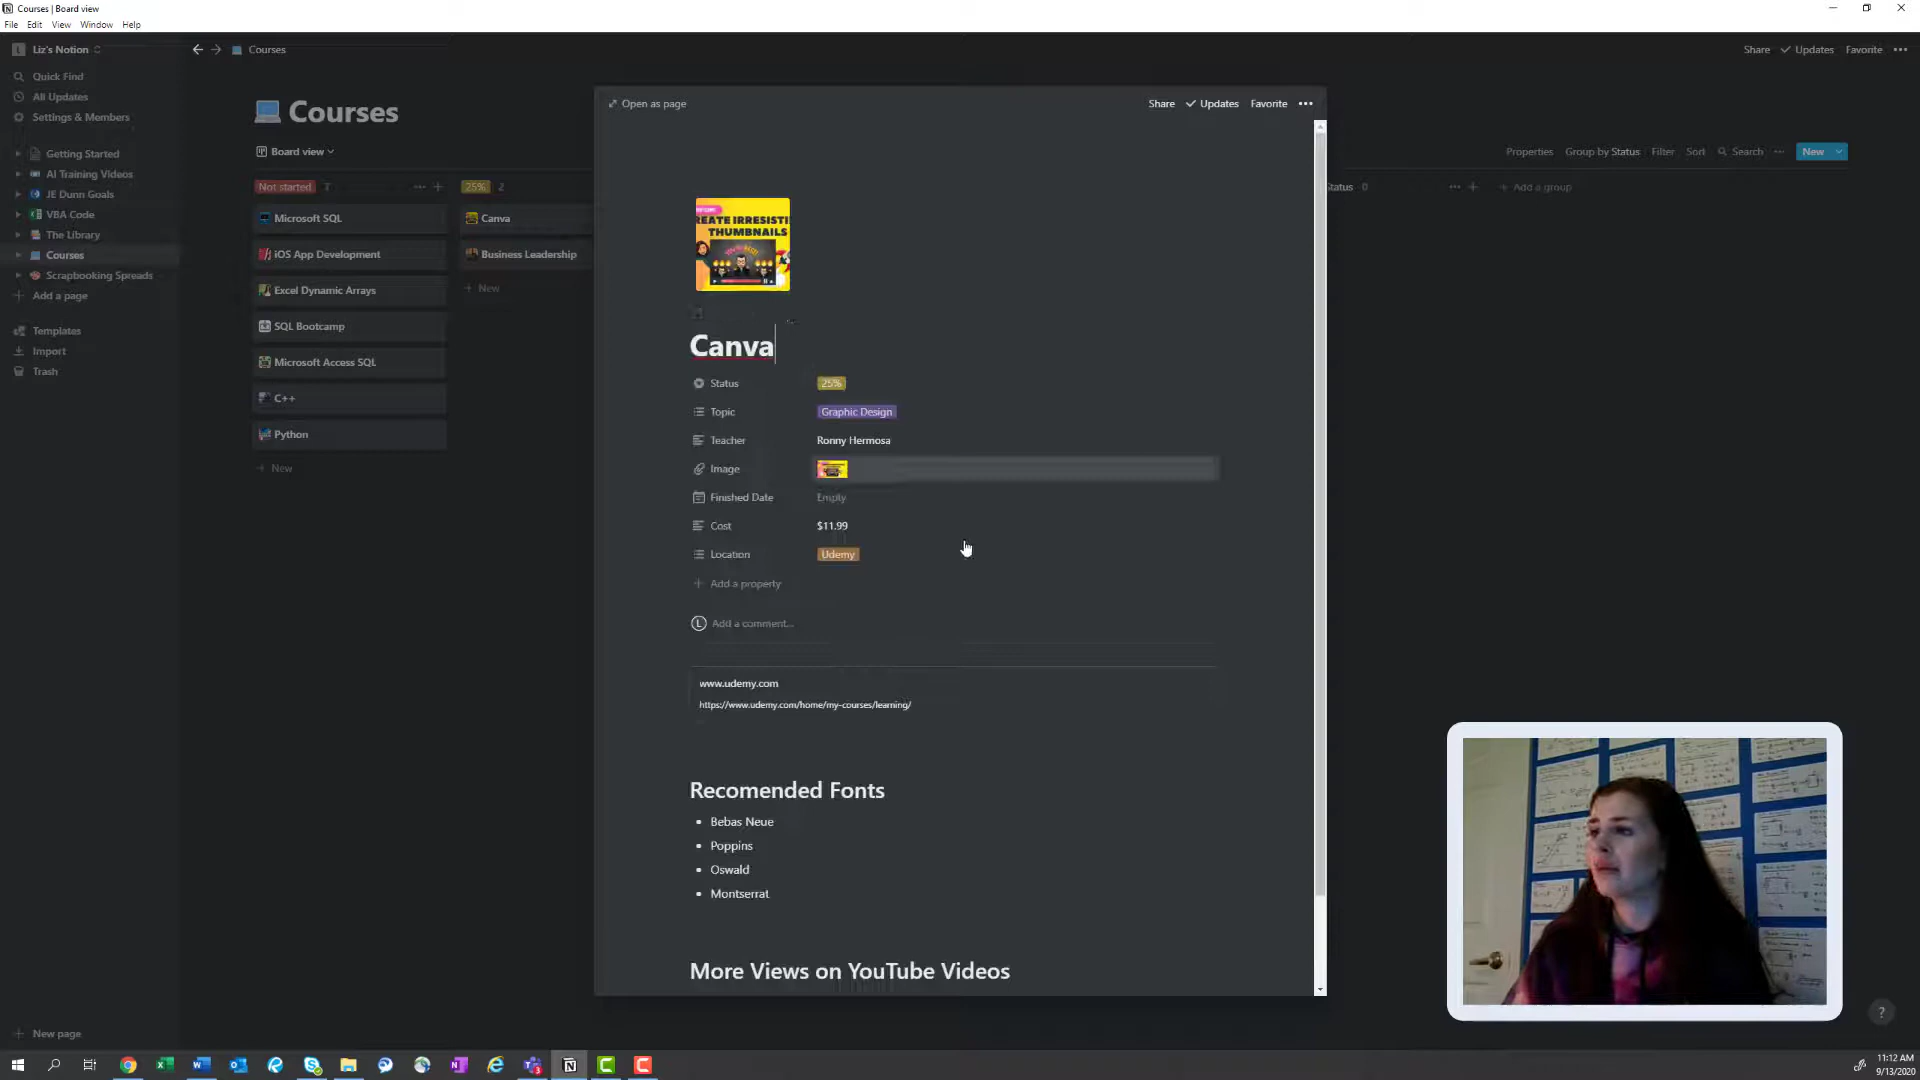 Courses | Board view
File Edit View Window Help
Liz's Notion
Courses
Share Updates Favorite
Quick Find
All Updates
Settings & Members
Getting Started
AI Training Videos
JE Dunn Goals
VBA Code
The Library
Courses
Scrapbooking Spreads
Add a page
Templates
Import
Trash
New page
Courses
Board view
Properties Group by Status Filter Sort Search New
Not started 7
25% 2
Status 0
Add a group
Microsoft SQL
iOS App Development
Excel Dynamic Arrays
SQL Bootcamp
Microsoft Access SQL
C++
Python
New
Canva
Business Leadership
New
Open as page
Share Updates Favorite
THUMBNAILS
Canva
Status 25%
Topic Graphic Design
Teacher Ronny Hermosa
Image
Finished Date Empty
Cost $11.99
Location Udemy
Add a property
L Add a comment...
www.udemy.com
https://www.udemy.com/home/my-courses/learning/
Recomended Fonts
Bebas Neue
Poppins
Oswald
Montserrat
More Views on YouTube Videos
?
11:12 AM
9/13/2020